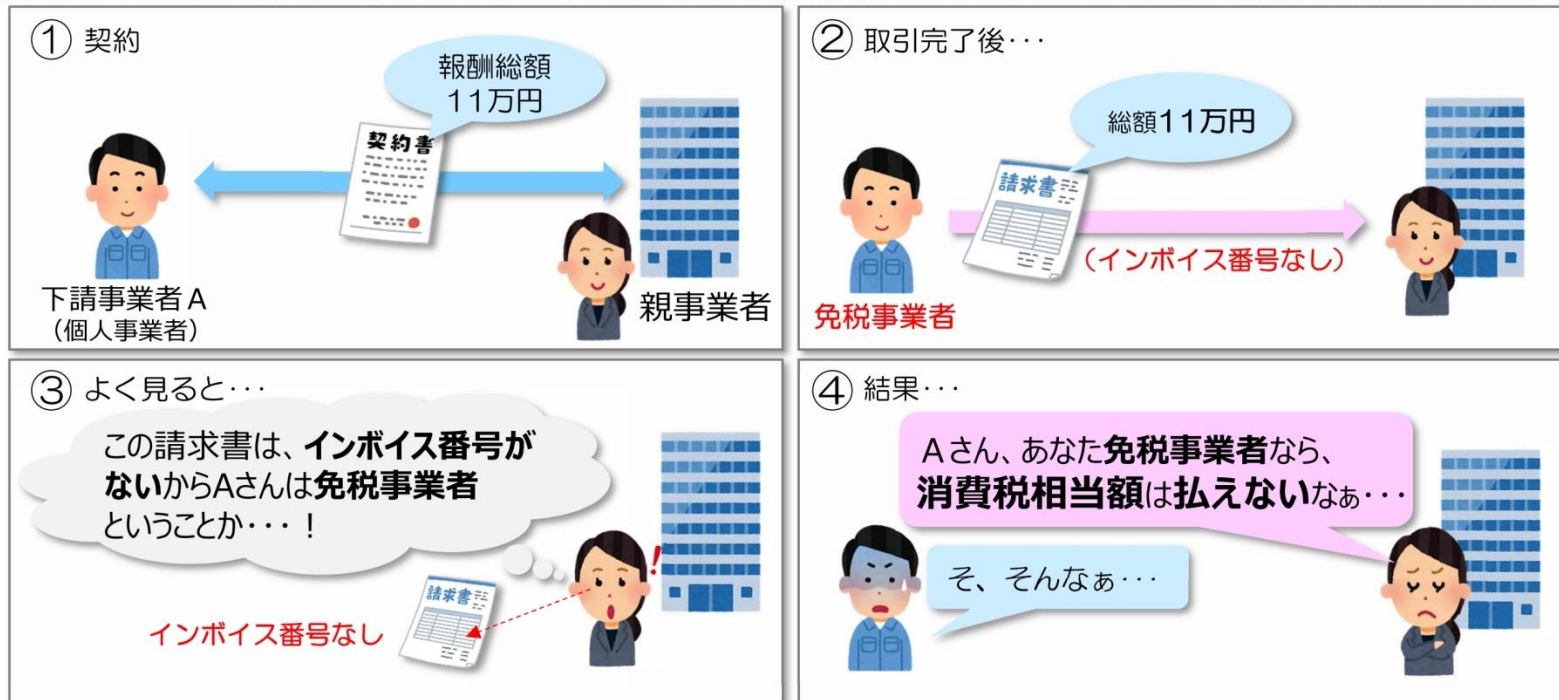 ① 契約
報酬総額
11万円
契約書
下請事業者A
(個人事業者)
親事業者
② 取引完了後・・・
総額11万円
請求書
(インボイス番号なし)
免税事業者
③ よく見ると・・・
この請求書は、インボイス番号が
ないからAさんは免税事業者
ということか・・・!
!
請求書
インボイス番号なし
④ 結果・・・
Aさん、あなた免税事業者なら、
消費税相当額は払えないなぁ・・・
そ、そんなぁ・・・